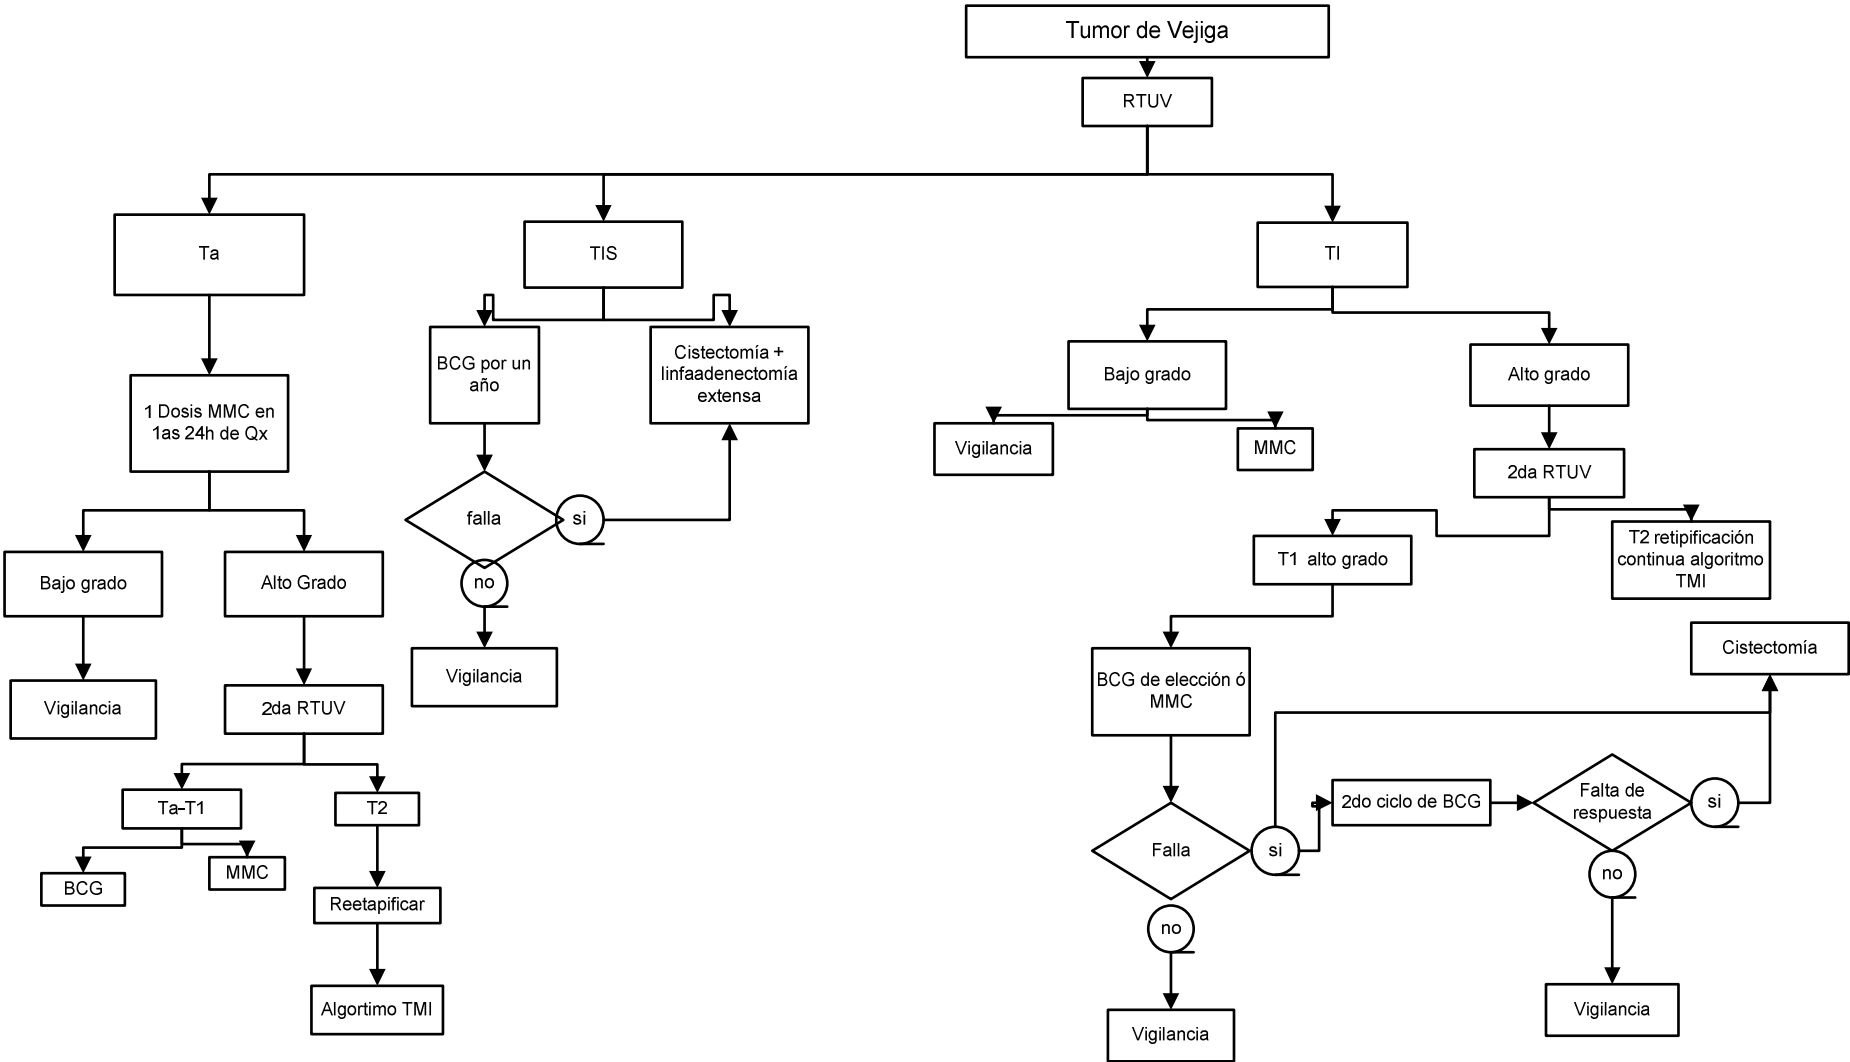 Tumor de Vejiga
RTUV
Ta
TIS
TI
1 Dosis MMC en
1as 24h de Qx
Bajo grado
Alto Grado
Vigilancia
2da RTUV
Ta-T1
T2
BCG
MMC
Reetapificar
Algortimo TMI
BCG por un
año
Cistectomía +
linfaadenectomía
extensa
falla
si
no
Vigilancia
Bajo grado
Alto grado
Vigilancia
MMC
2da RTUV
T1 alto grado
T2 retipificación
continua algoritmo
TMI
BCG de elección ó
MMC
Cistectomía
Falla
si
2do ciclo de BCG
Falta de
respuesta
si
no
no
Vigilancia
Vigilancia